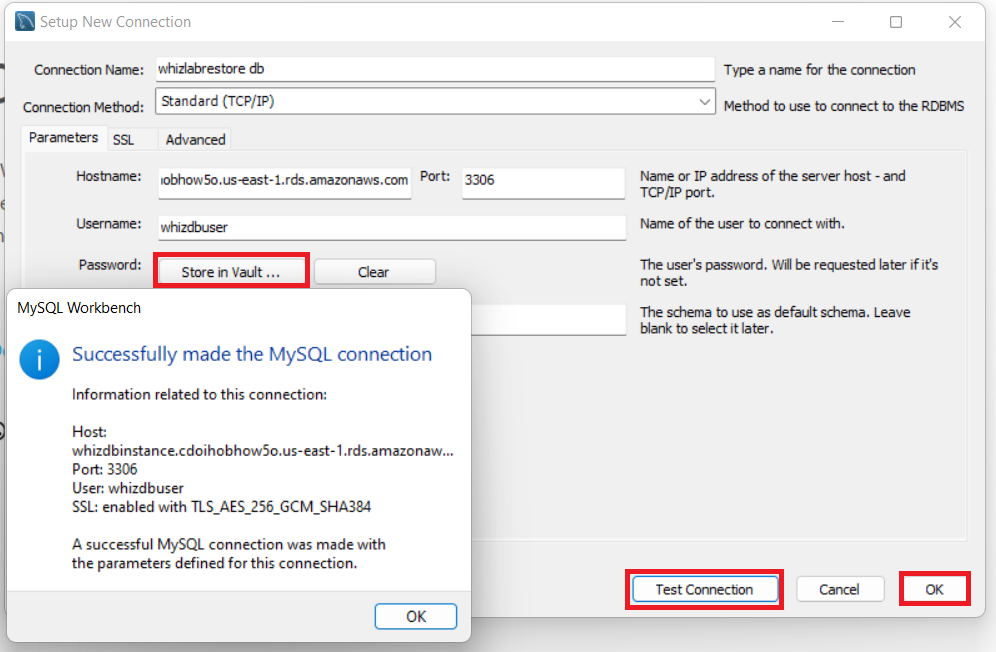 Setup New Connection
Connection Name: whizlabrestore db Type a name for the connection
Connection Method: Standard (TCP/IP) Method to use to connect to the RDBMS
Parameters SSL Advanced
Hostname: obhow5o.us-east-1.rds.amazonaws.com Port: 3306 Name or IP address of the server host - and
TCP/IP port.
Username: whizdbuser Name of the user to connect with.
Password: Store in Vault ... Clear The user's password. Will be requested later if it's
not set.
The schema to use as default schema. Leave
blank to select it later.
MySQL Workbench
Successfully made the MySQL connection
Information related to this connection:
Host:
whizdbinstance.cdoihobhow5o.us-east-1.rds.amazonaw...
Port: 3306
User: whizdbuser
SSL: enabled with TLS_AES_256_GCM_SHA384
A successful MySQL connection was made with
the parameters defined for this connection.
OK
Test Connection Cancel OK